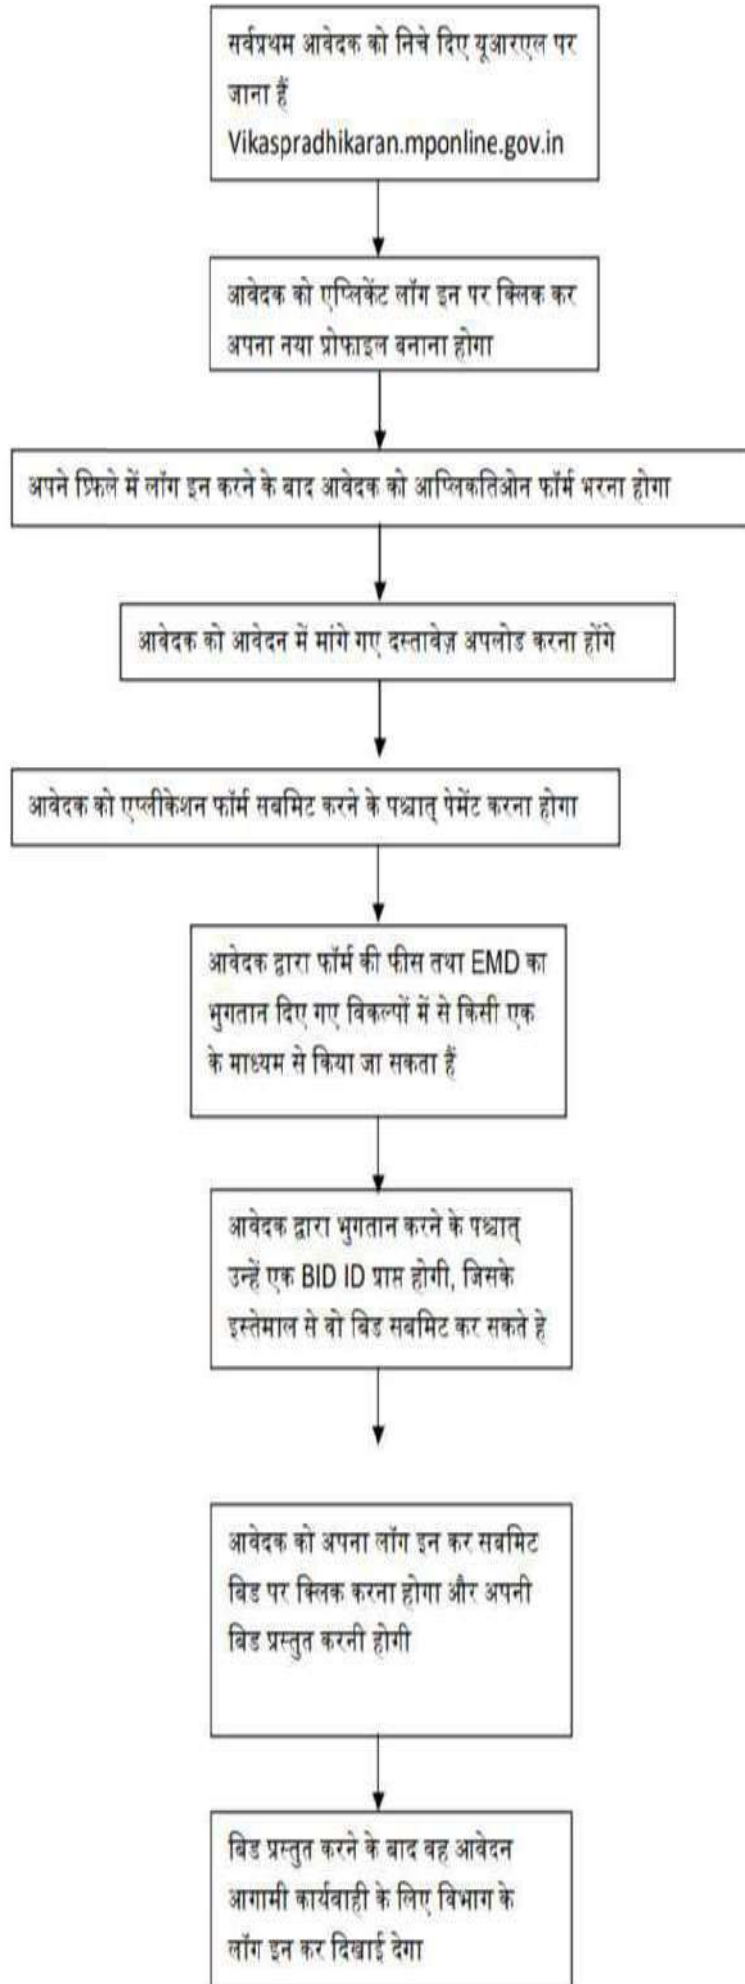 सर्वप्रथम आवेदक को निचे दिए यूआरएल पर
जाना हैं
Vikaspradhikaran.mponline.gov.in
आवेदक को एप्लिकेंट लॉग इन पर क्लिक कर
अपना नया प्रोफाइल बनाना होगा
अपने फ्रिले में लॉग इन करने के बाद आवेदक को आप्लिकतिओन फॉर्म भरना होगा
आवेदक को आवेदन में मांगे गए दस्तावेज़ अपलोड करना होंगे
आवेदक को एप्लीकेशन फॉर्म सबमिट करने के पश्चात् पेमेंट करना होगा
आवेदक द्वारा फॉर्म की फीस तथा EMD का
भुगतान दिए गए विकल्पों में से किसी एक
के माध्यम से किया जा सकता हैं
आवेदक द्वारा भुगतान करने के पश्चात्
उन्हें एक BID ID प्राप्त होगी, जिसके
इस्तेमाल से वो बिड सबमिट कर सकते हे
आवेदक को अपना लॉग इन कर सबमिट
बिड पर क्लिक करना होगा और अपनी
बिड प्रस्तुत करनी होगी
बिड प्रस्तुत करने के बाद वह आवेदन
आगामी कार्यवाही के लिए विभाग के
लॉग इन कर दिखाई देगा